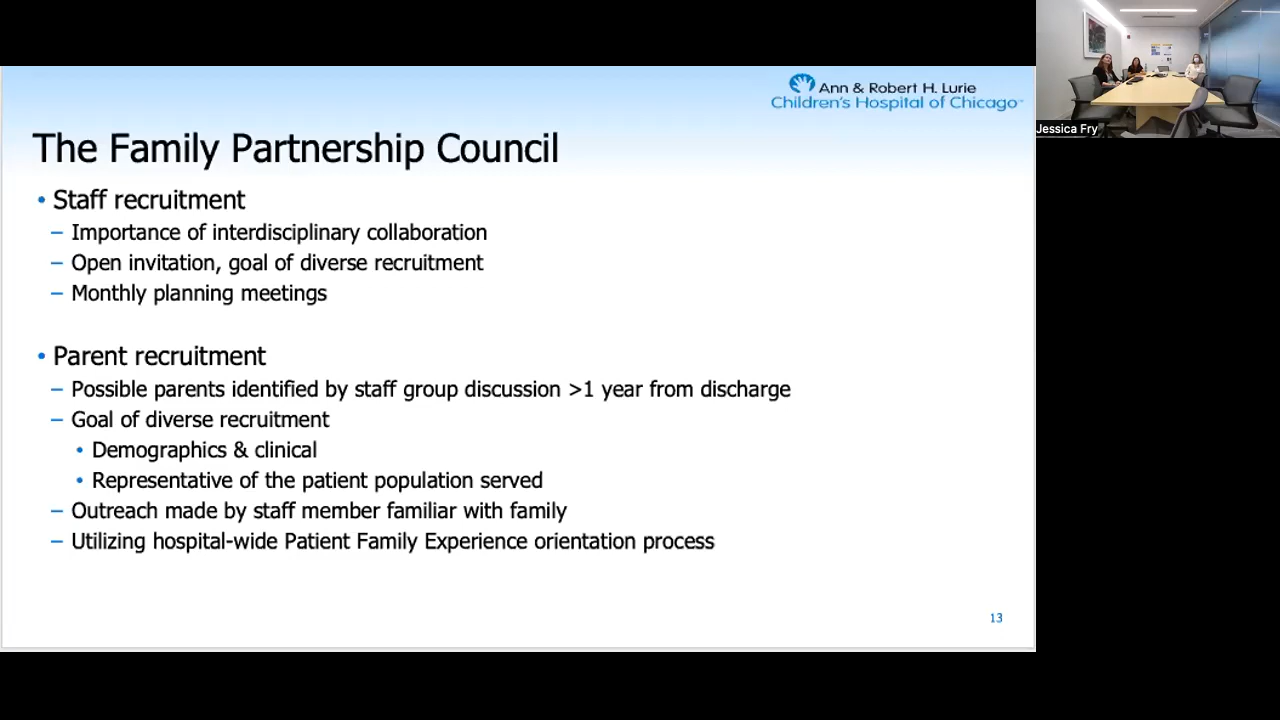 Ann & Robert H. Lurie
Children's Hospital of Chicago™
The Family Partnership Council
• Staff recruitment
– Importance of interdisciplinary collaboration
– Open invitation, goal of diverse recruitment
– Monthly planning meetings
• Parent recruitment
– Possible parents identified by staff group discussion >1 year from discharge
– Goal of diverse recruitment
• Demographics & clinical
• Representative of the patient population served
– Outreach made by staff member familiar with family
– Utilizing hospital-wide Patient Family Experience orientation process
13
Jessica Fry